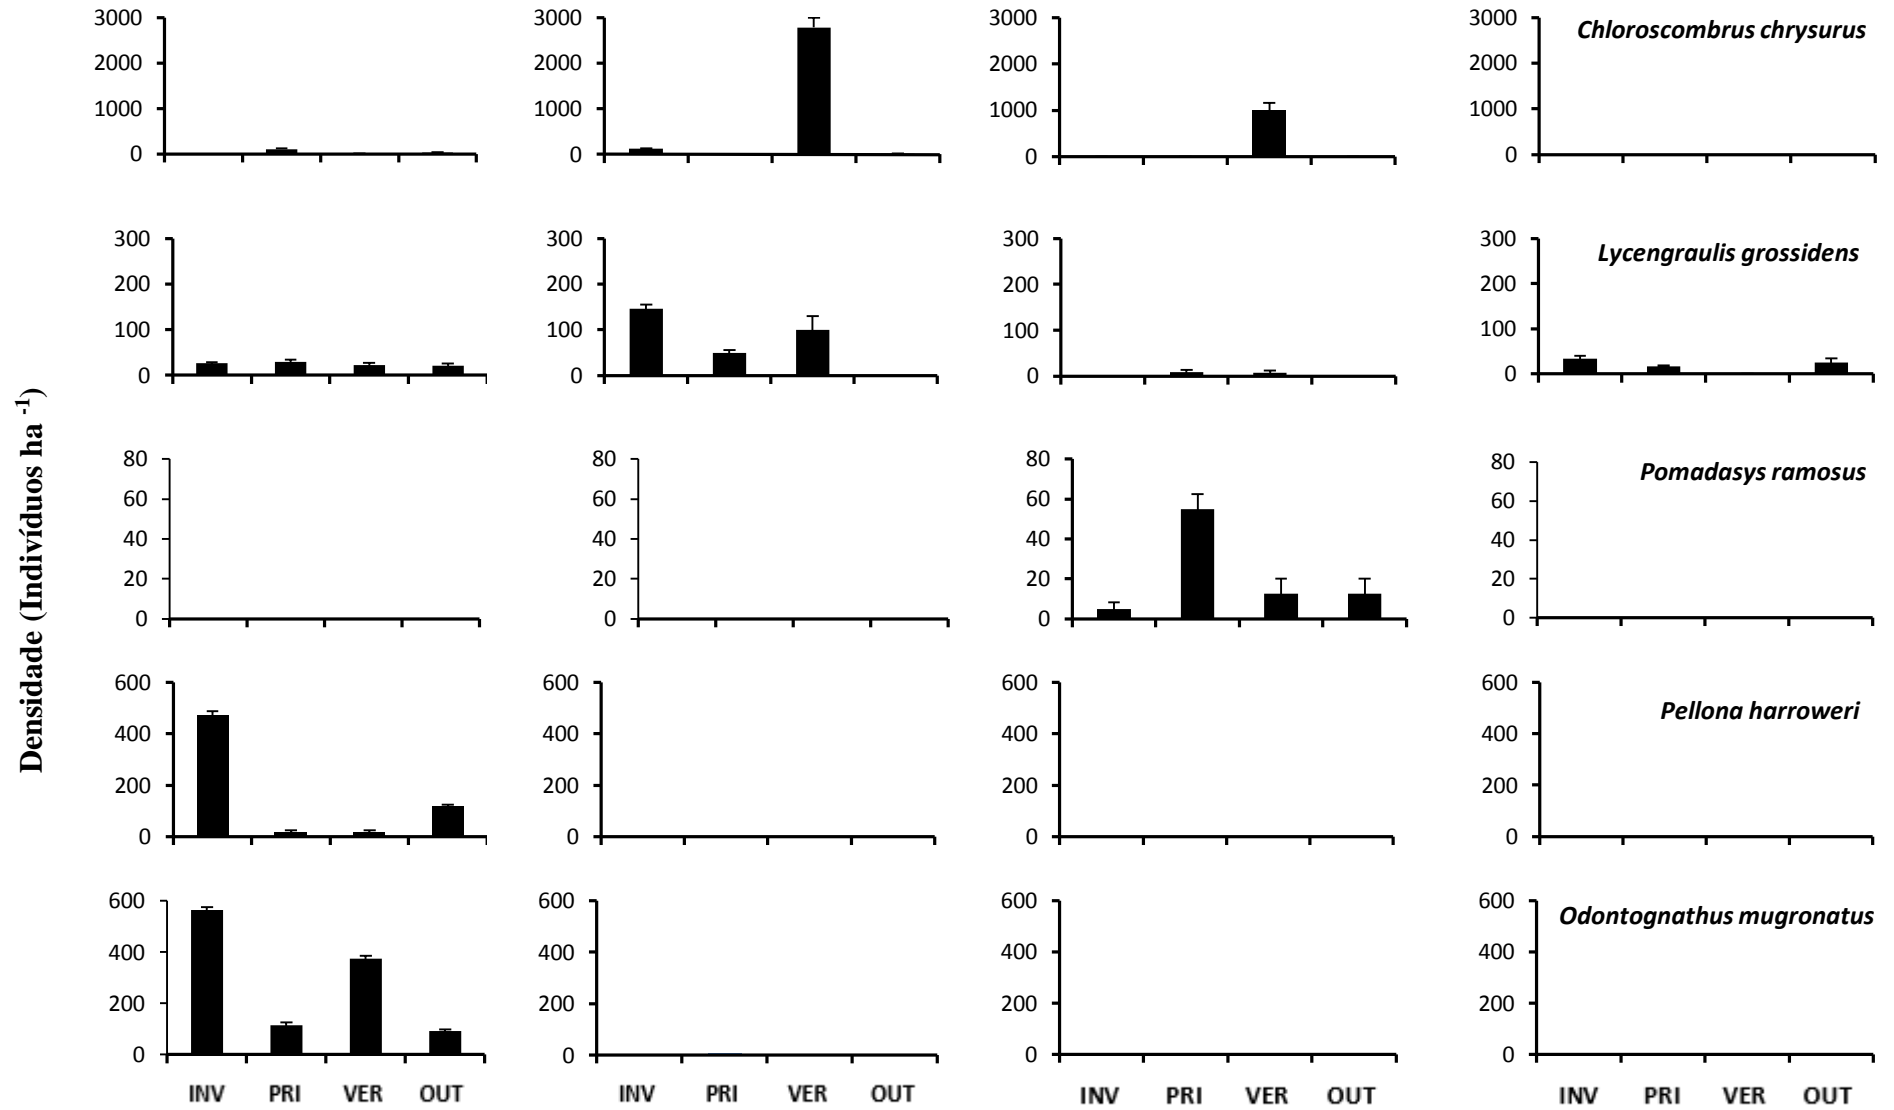 Densidade (Indivíduos ha -1)
3000 3000 3000 3000 Chloroscombrus chrysurus
2000 2000 2000 2000
1000 1000 1000 1000
0 0 0 0
300 300 300 300 Lycengraulis grossidens
200 200 200 200
100 100 100 100
0 0 0 0
80 80 80 80 Pomadasys ramosus
60 60 60 60
40 40 40 40
20 20 20 20
0 0 0 0
600 600 600 600 Pellona harroweri
400 400 400 400
200 200 200 200
0 0 0 0
600 600 600 600 Odontognathus mugronatus
400 400 400 400
200 200 200 200
0 0 0 0
INV PRI VER OUT INV PRI VER OUT INV PRI VER OUT INV PRI VER OUT